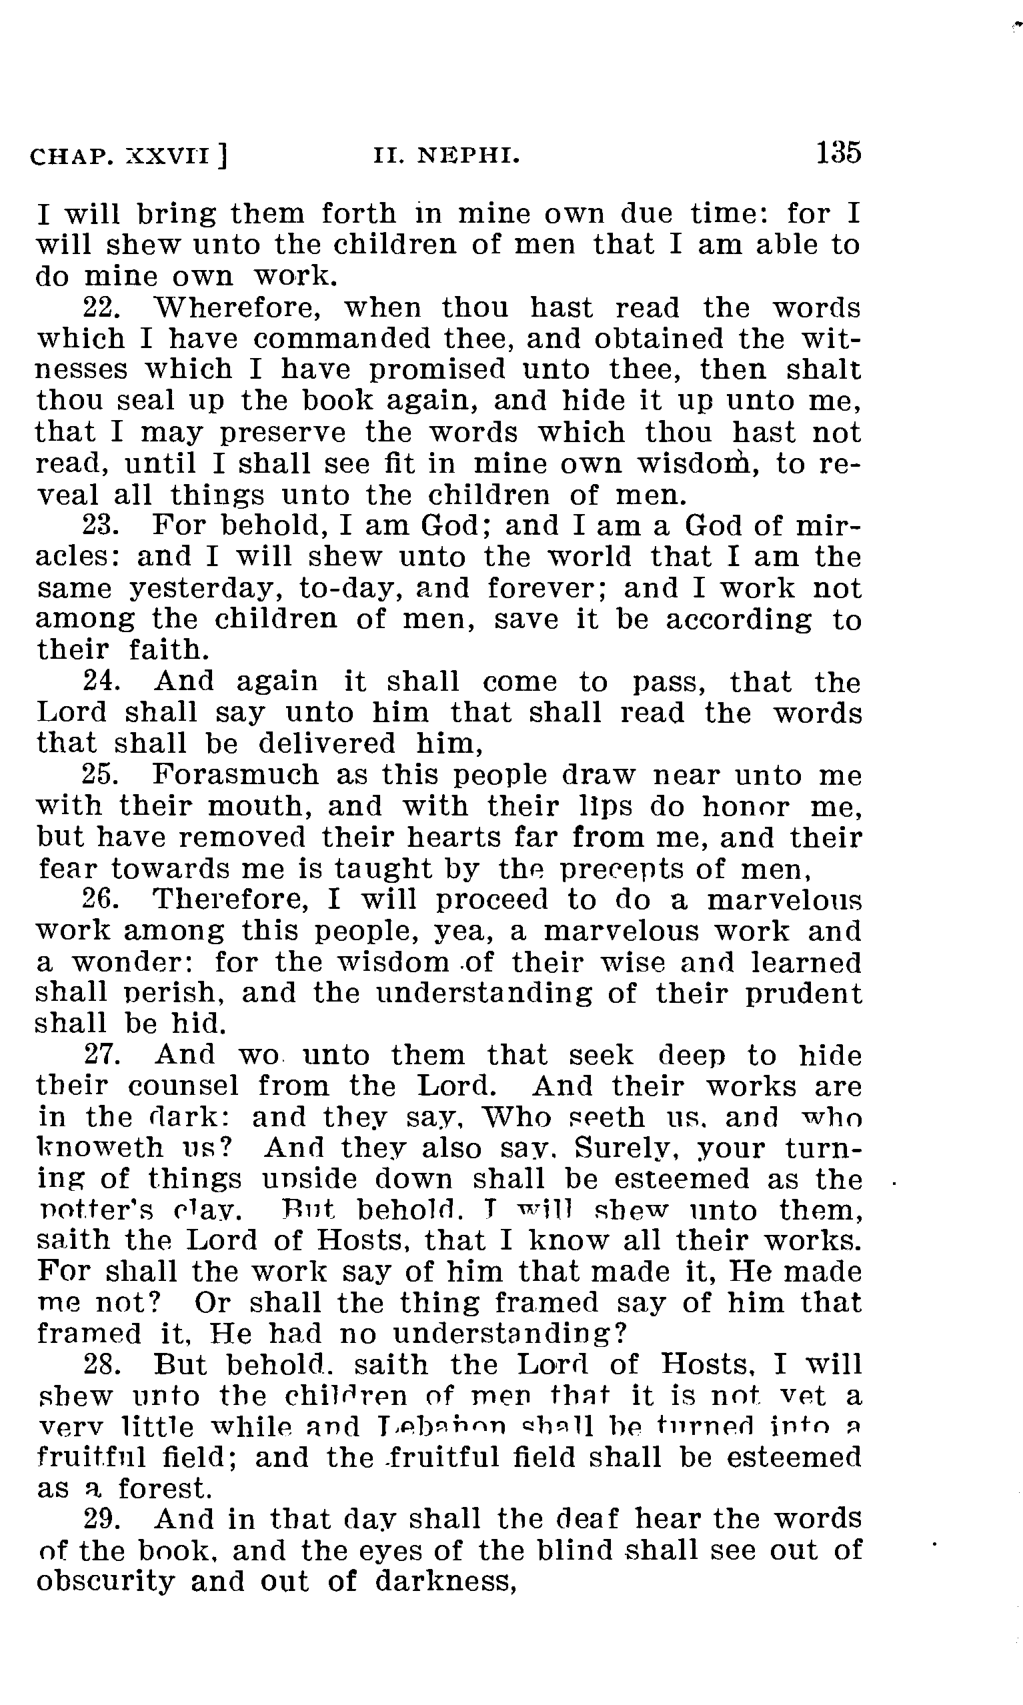 CHAP. XXVII ] II. NEPHI. 135
I will bring them forth in mine own due time: for I
will shew unto the children of men that I am able to
do mine own work.
22. Wherefore, when thou hast read the words
which I have commanded thee, and obtained the wit-
nesses which I have promised unto thee, then shalt
thou seal up the book again, and hide it up unto me,
that I may preserve the words which thou hast not
read, until I shall see fit in mine own wisdom, to re-
veal all things unto the children of men.
23. For behold, I am God; and I am a God of mir-
acles: and I will shew unto the world that I am the
same yesterday, to-day, and forever; and I work not
among the children of men, save it be according to
their faith.
24. And again it shall come to pass, that the
Lord shall say unto him that shall read the words
that shall be delivered him,
25. Forasmuch as this people draw near unto me
with their mouth, and with their lips do honor me,
but have removed their hearts far from me, and their
fear towards me is taught by the precepts of men,
26. Therefore, I will proceed to do a marvelous
work among this people, yea, a marvelous work and
a wonder: for the wisdom of their wise and learned
shall perish, and the understanding of their prudent
shall be hid.
27. And wo unto them that seek deep to hide
their counsel from the Lord. And their works are
in the dark: and they say, Who seeth us, and who
knoweth us? And they also say, Surely, your turn-
ing of things upside down shall be esteemed as the
potter's clay. But behold, I will shew unto them,
saith the Lord of Hosts, that I know all their works.
For shall the work say of him that made it, He made
me not? Or shall the thing framed say of him that
framed it, He had no understanding?
28. But behold, saith the Lord of Hosts, I will
shew unto the children of men that it is not yet a
very little while and Lebanon shall be turned into a
fruitful field; and the fruitful field shall be esteemed
as a forest.
29. And in that day shall the deaf hear the words
of the book, and the eyes of the blind shall see out of
obscurity and out of darkness,